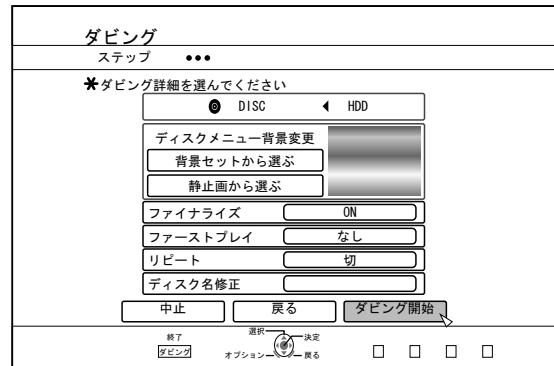 ダビング
ステップ ●●●
*ダビング詳細を選んでください
DISC ◀ HDD
ディスクメニュー背景変更
背景セットから選ぶ
静止画から選ぶ
ファイナライズ ON
ファーストプレイ なし
リピート 切
ディスク名修正
中止 戻る ダビング開始
終了 ダビング
選択 決定
オプション 戻る